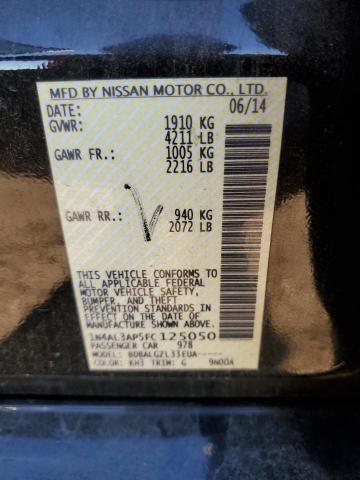 MFD BY NISSAN MOTOR CO., LTD.
DATE: 06/14
GVWR: 1910 KG
4211 LB
GAWR FR.: 1005 KG
2216 LB
GAWR RR.: 940 KG
2072 LB
THIS VEHICLE CONFORMS TO
ALL APPLICABLE FEDERAL
MOTOR VEHICLE SAFETY,
BUMPER, AND THEFT
PREVENTION STANDARDS
IN EFFECT ON THE DATE OF
MANUFACTURE SHOWN ABOVE.
1N4AL3AP5FC125050
PASSENGER CAR 978
MODEL: BDBALGZL33EUA-----
COLOR: KH3 TRIM: G 9N00A